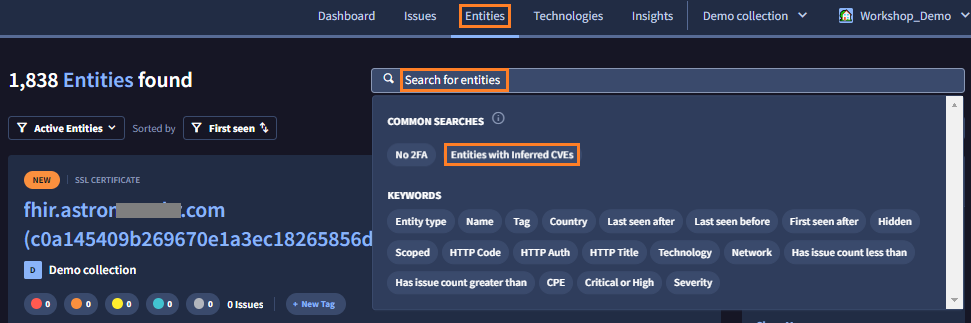 Dashboard Issues Entities Technologies Insights Demo collection Workshop_Demo
1,838 Entities found
Search for entities
Active Entities Sorted by First seen
COMMON SEARCHES
No 2FA Entities with Inferred CVEs
NEW SSL CERTIFICATE
fhir.astror .com
(c0a145409b269670e1a3ec18265856d
D Demo collection
0 0 0 0 0 0 Issues + New Tag
KEYWORDS
Entity type Name Tag Country Last seen after Last seen before First seen after Hidden
Scoped HTTP Code HTTP Auth HTTP Title Technology Network Has issue count less than
Has issue count greater than CPE Critical or High Severity